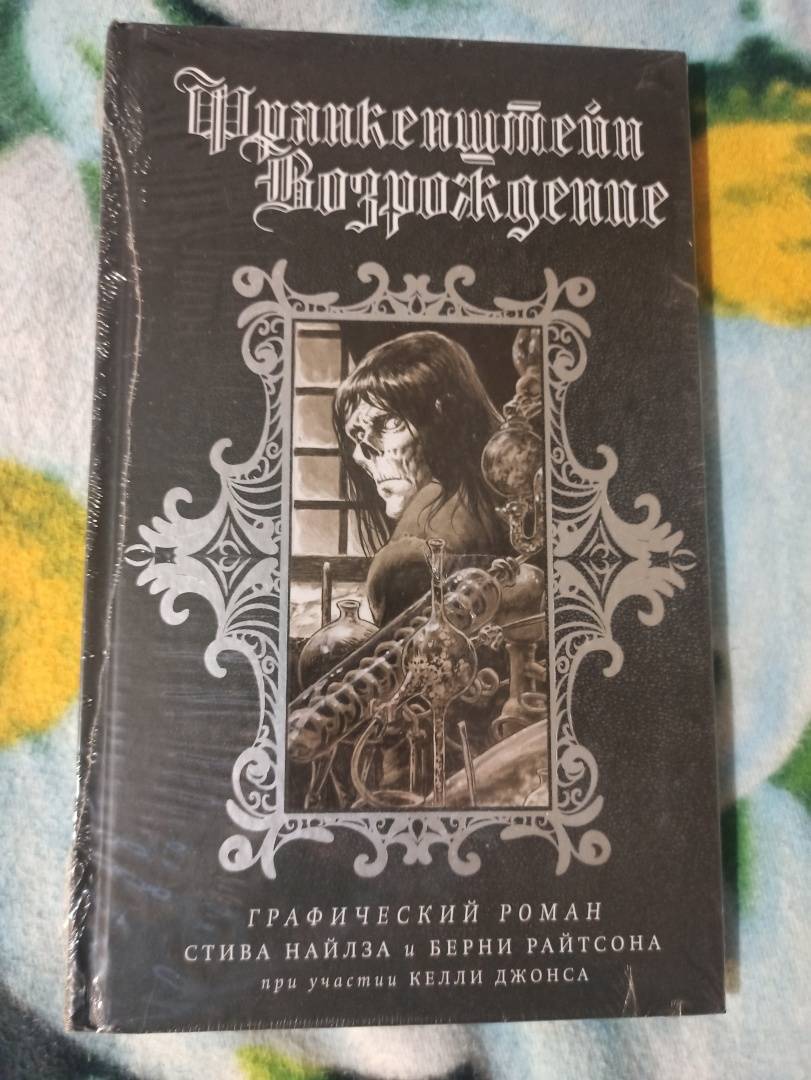 Франкенштейн
Возрождение
ГРАФИЧЕСКИЙ РОМАН
СТИВА НАЙЛЗА и БЕРНИ РАЙТСОНА
при участии КЕЛЛИ ДЖОНСА